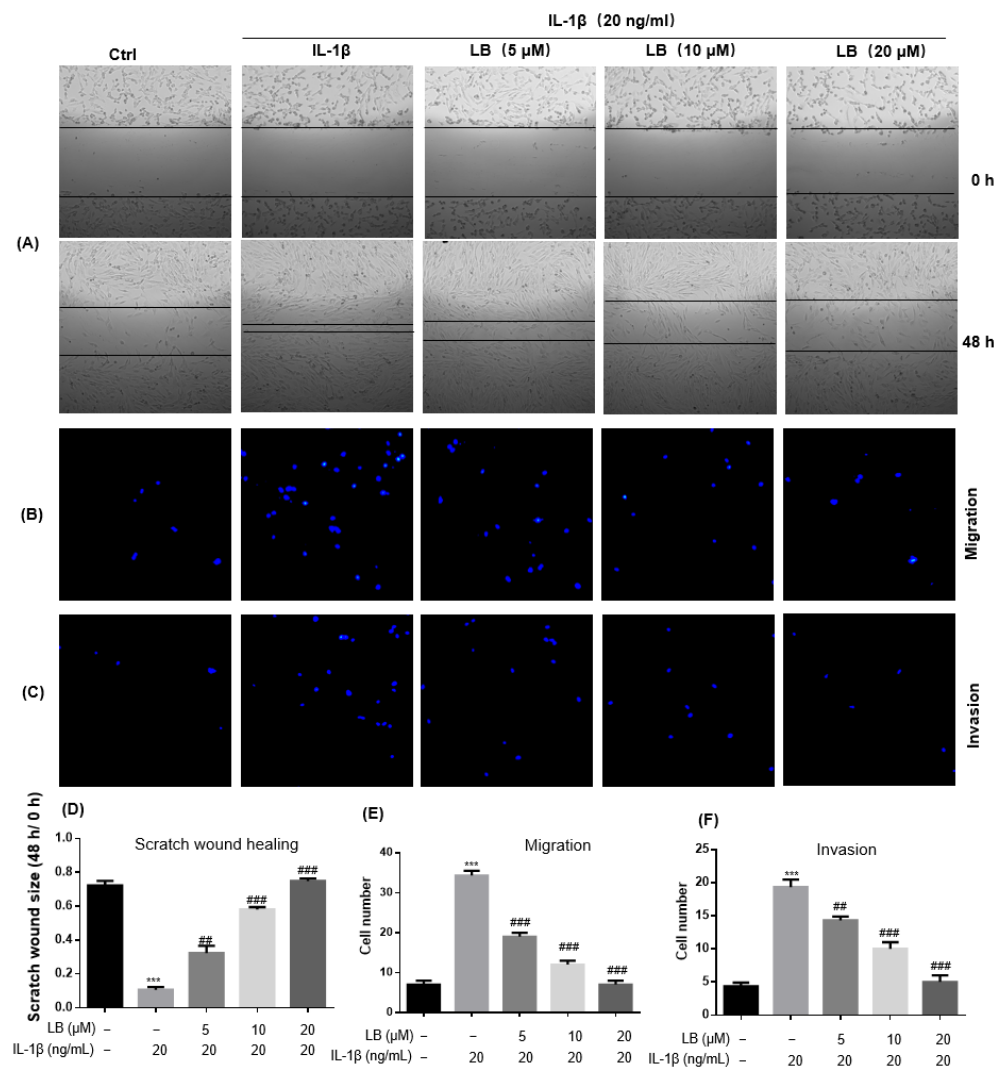 IL-1β (20 ng/ml)
Ctrl IL-1β LB (5 μM) LB (10 μM) LB (20 μM)
0 h
(A)
48 h
(B)
Migration
(C)
Invasion
(D)
Scratch wound healing
Scratch wound size (48 h/ 0 h)
1.0
0.8
0.6
0.4
0.2
0.0
*** ## ### ###
LB (μM) – – 5 10 20
IL-1β (ng/mL) – 20 20 20 20
(E)
Migration
Cell number
40
30
20
10
0
*** ### ### ###
LB (μM) – – 5 10 20
IL-1β (ng/mL) – 20 20 20 20
(F)
Invasion
Cell number
25
20
15
10
5
0
*** ## ### ###
LB (μM) – – 5 10 20
IL-1β (ng/mL) – 20 20 20 20